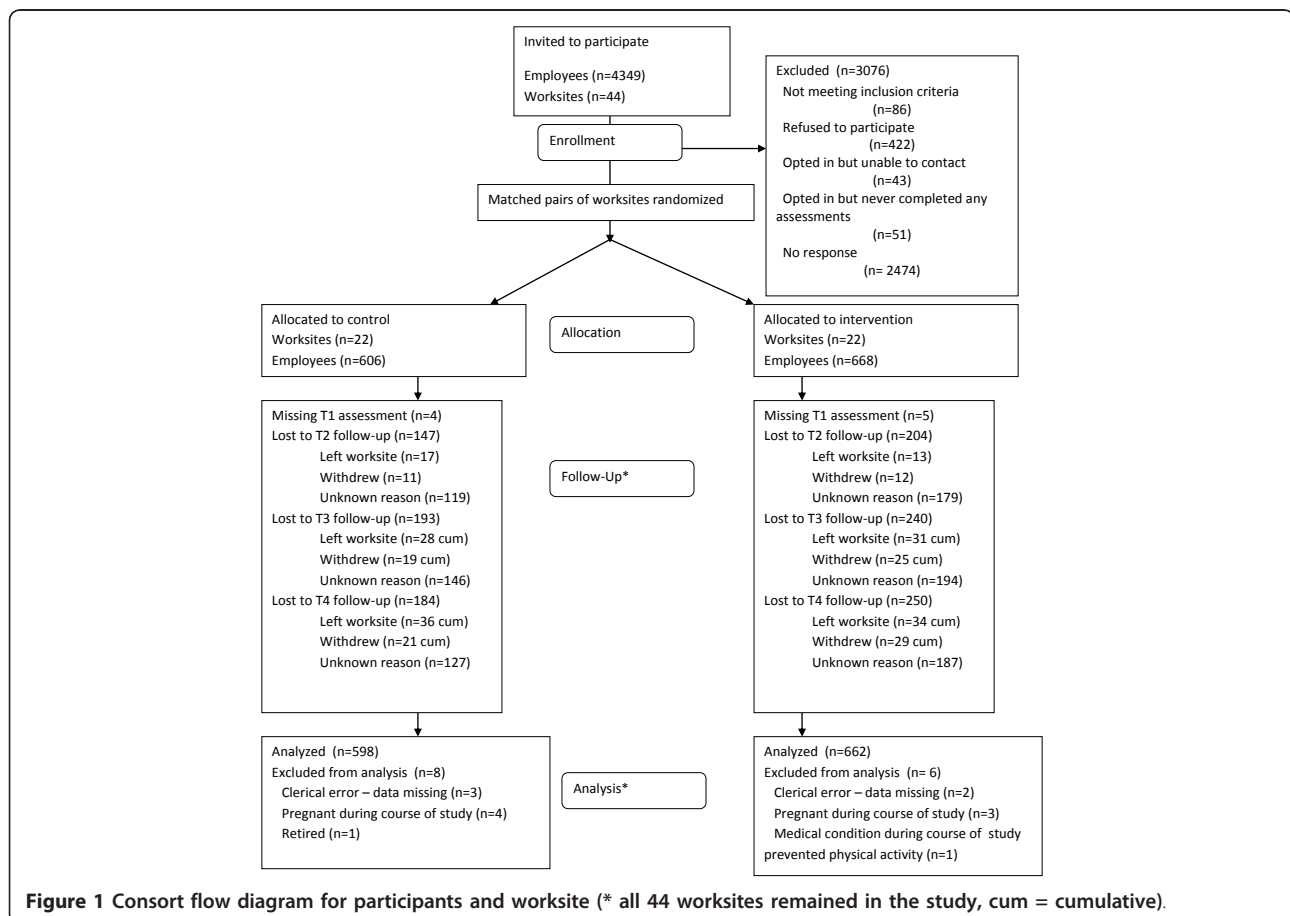 Invited to participate
Employees (n=4349)
Worksites (n=44)
Excluded (n=3076)
Not meeting inclusion criteria
(n=86)
Refused to participate
(n=422)
Opted in but unable to contact
(n=43)
Opted in but never completed any
assessments
(n=51)
No response
(n= 2474)
Enrollment
Matched pairs of worksites randomized
Allocated to control
Worksites (n=22)
Employees (n=606)
Allocation
Allocated to intervention
Worksites (n=22)
Employees (n=668)
Missing T1 assessment (n=4)
Lost to T2 follow-up (n=147)
Left worksite (n=17)
Withdrew (n=11)
Unknown reason (n=119)
Lost to T3 follow-up (n=193)
Left worksite (n=28 cum)
Withdrew (n=19 cum)
Unknown reason (n=146)
Lost to T4 follow-up (n=184)
Left worksite (n=36 cum)
Withdrew (n=21 cum)
Unknown reason (n=127)
Follow-Up*
Missing T1 assessment (n=5)
Lost to T2 follow-up (n=204)
Left worksite (n=13)
Withdrew (n=12)
Unknown reason (n=179)
Lost to T3 follow-up (n=240)
Left worksite (n=31 cum)
Withdrew (n=25 cum)
Unknown reason (n=194)
Lost to T4 follow-up (n=250)
Left worksite (n=34 cum)
Withdrew (n=29 cum)
Unknown reason (n=187)
Analyzed (n=598)
Excluded from analysis (n=8)
Clerical error – data missing (n=3)
Pregnant during course of study (n=4)
Retired (n=1)
Analysis*
Analyzed (n=662)
Excluded from analysis (n= 6)
Clerical error – data missing (n=2)
Pregnant during course of study (n=3)
Medical condition during course of study
prevented physical activity (n=1)
Figure 1 Consort flow diagram for participants and worksite (* all 44 worksites remained in the study, cum = cumulative).